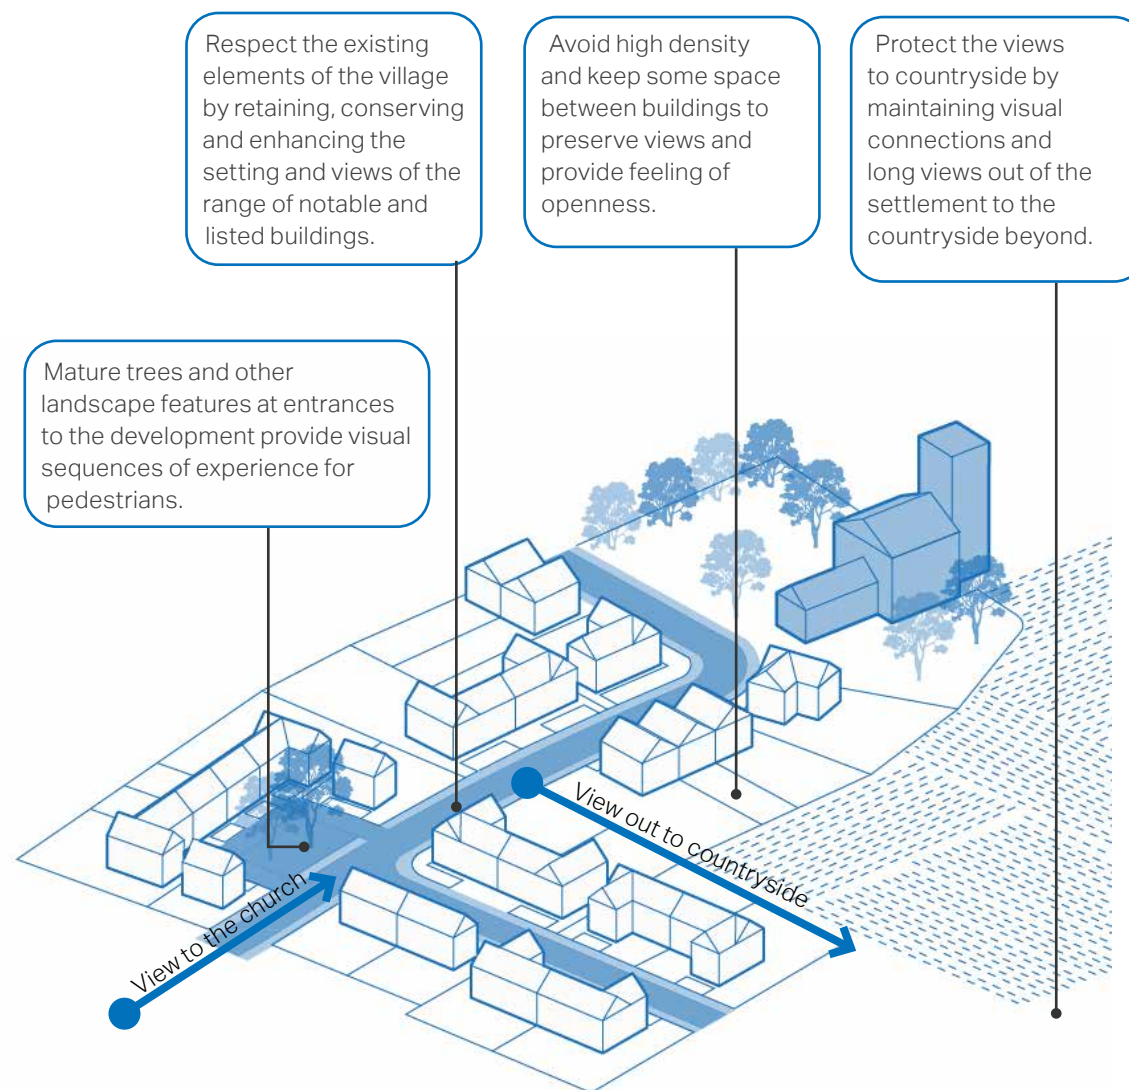 Respect the existing
elements of the village
by retaining, conserving
and enhancing the
setting and views of the
range of notable and
listed buildings.
Avoid high density
and keep some space
between buildings to
preserve views and
provide feeling of
openness.
Protect the views
to countryside by
maintaining visual
connections and
long views out of the
settlement to the
countryside beyond.
Mature trees and other
landscape features at entrances
to the development provide visual
sequences of experience for
pedestrians.
View out to countryside
View to the church